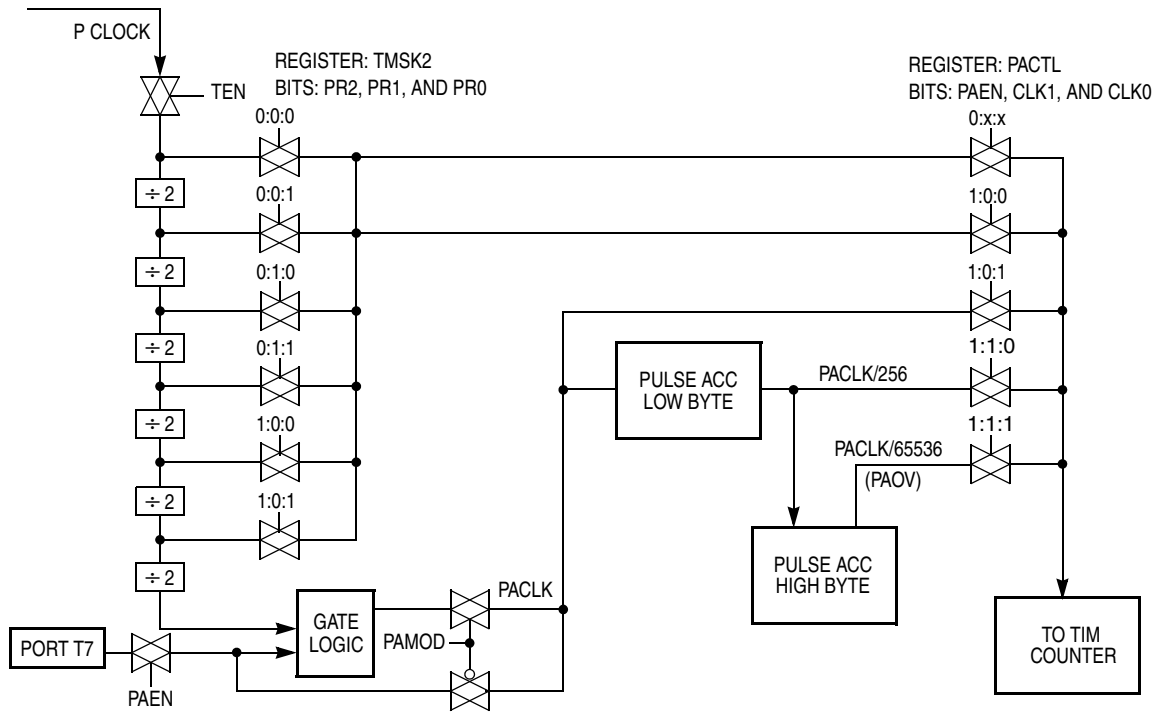 P CLOCK
TEN
REGISTER: TMSK2
BITS: PR2, PR1, AND PR0
REGISTER: PACTL
BITS: PAEN, CLK1, AND CLK0
0:0:0
0:x:x
÷ 2
0:0:1
1:0:0
÷ 2
0:1:0
1:0:1
÷ 2
0:1:1
1:1:0
PULSE ACC
LOW BYTE
PACLK/256
÷ 2
1:0:0
1:1:1
PACLK/65536
(PAOV)
÷ 2
1:0:1
÷ 2
PULSE ACC
HIGH BYTE
PACLK
GATE
LOGIC
PORT T7
PAMOD
PAEN
TO TIM
COUNTER